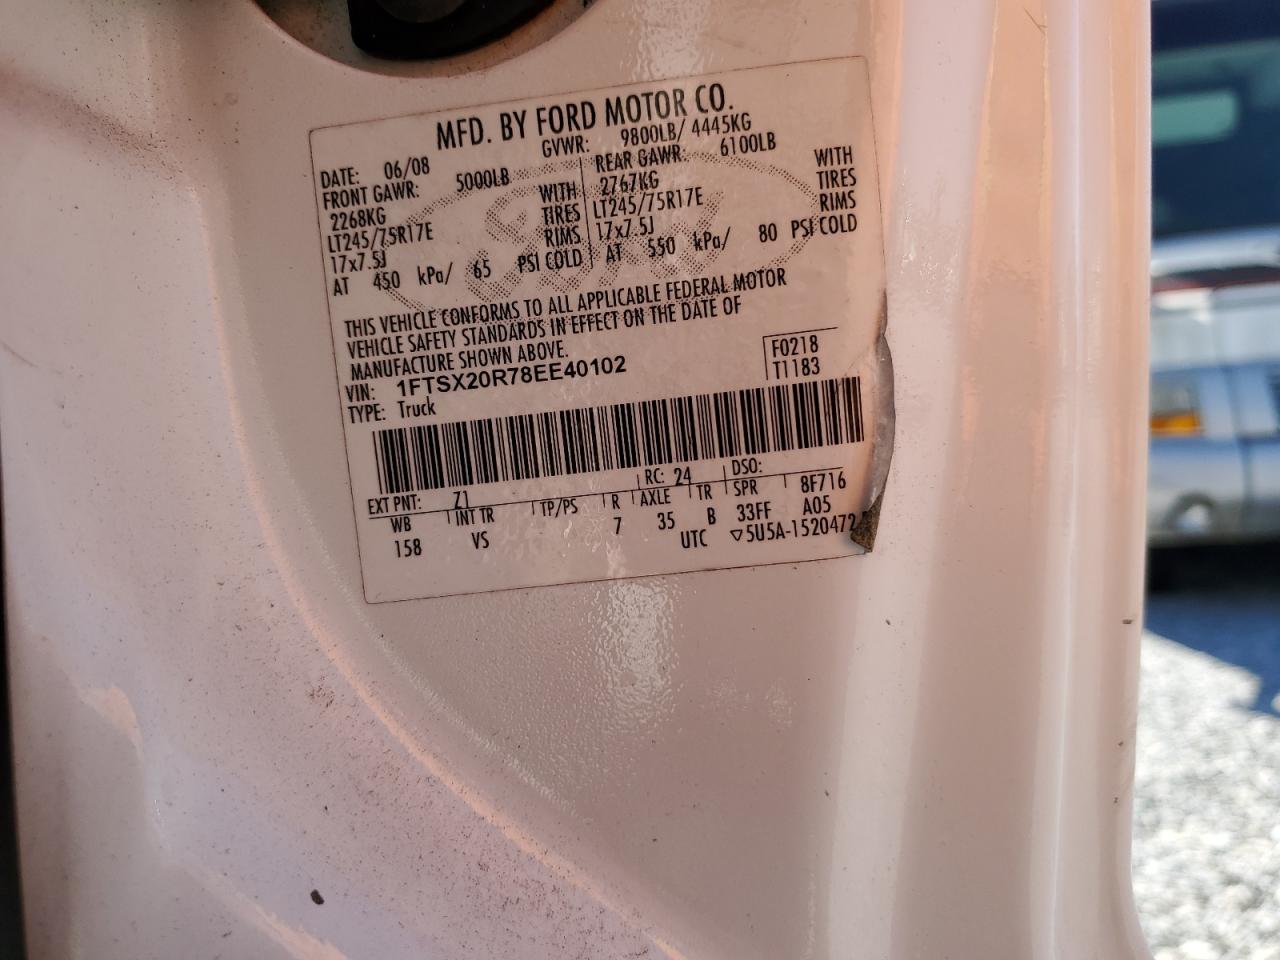 MFD. BY FORD MOTOR CO.
DATE: 06/08 GVWR: 9800LB/ 4445KG
FRONT GAWR: 5000LB REAR GAWR: 6100LB
2268KG WITH 2767KG WITH
LT245/75R17E TIRES LT245/75R17E TIRES
17x7.5J RIMS 17x7.5J RIMS
AT 450 kPa/ 65 PSI COLD AT 550 kPa/ 80 PSI COLD
THIS VEHICLE CONFORMS TO ALL APPLICABLE FEDERAL MOTOR
VEHICLE SAFETY STANDARDS IN EFFECT ON THE DATE OF
MANUFACTURE SHOWN ABOVE.
VIN: 1FTSX20R78EE40102 F0218
TYPE: Truck T1183
EXT PNT: Z1 RC: 24 DSO:
WB INT TR TP/PS R AXLE TR SPR 8F716
158 VS 7 35 B 33FF A05
UTC ▽5U5A-1520472